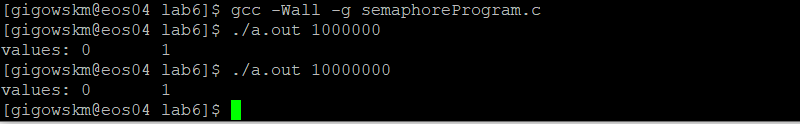 [gigowskm@eos04 lab6]$ gcc -Wall -g semaphoreProgram.c
[gigowskm@eos04 lab6]$ ./a.out 1000000
values: 0       1
[gigowskm@eos04 lab6]$ ./a.out 10000000
values: 0       1
[gigowskm@eos04 lab6]$